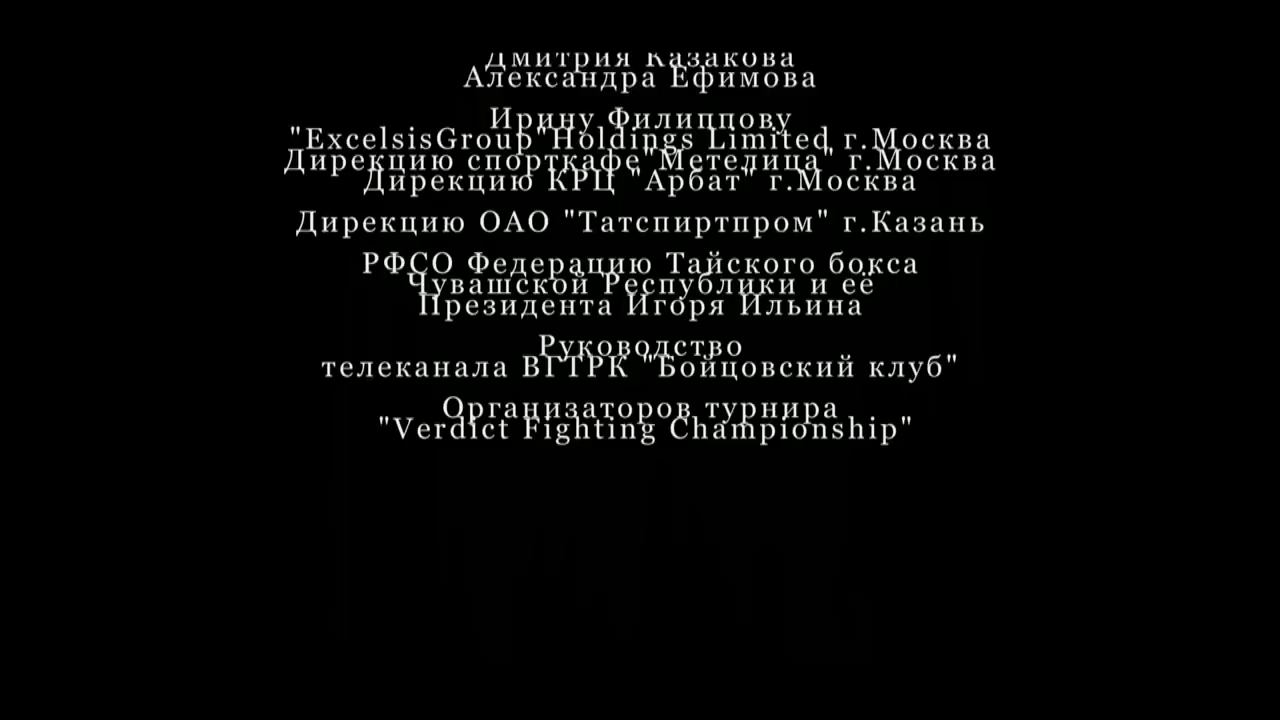 Дмитрия Казакова
Александра Ефимова
Ирину Филиппову
"ExcelsisGroup"Holdings Limited г.Москва
Дирекцию спорткафе"Метелица" г.Москва
Дирекцию КРЦ "Арбат" г.Москва
Дирекцию ОАО "Татспиртпром" г.Казань
РФСО Федерацию Тайского бокса
Чувашской Республики и её
Президента Игоря Ильина
Руководство
телеканала ВГТРК "Бойцовский клуб"
Организаторов турнира
"Verdict Fighting Championship"